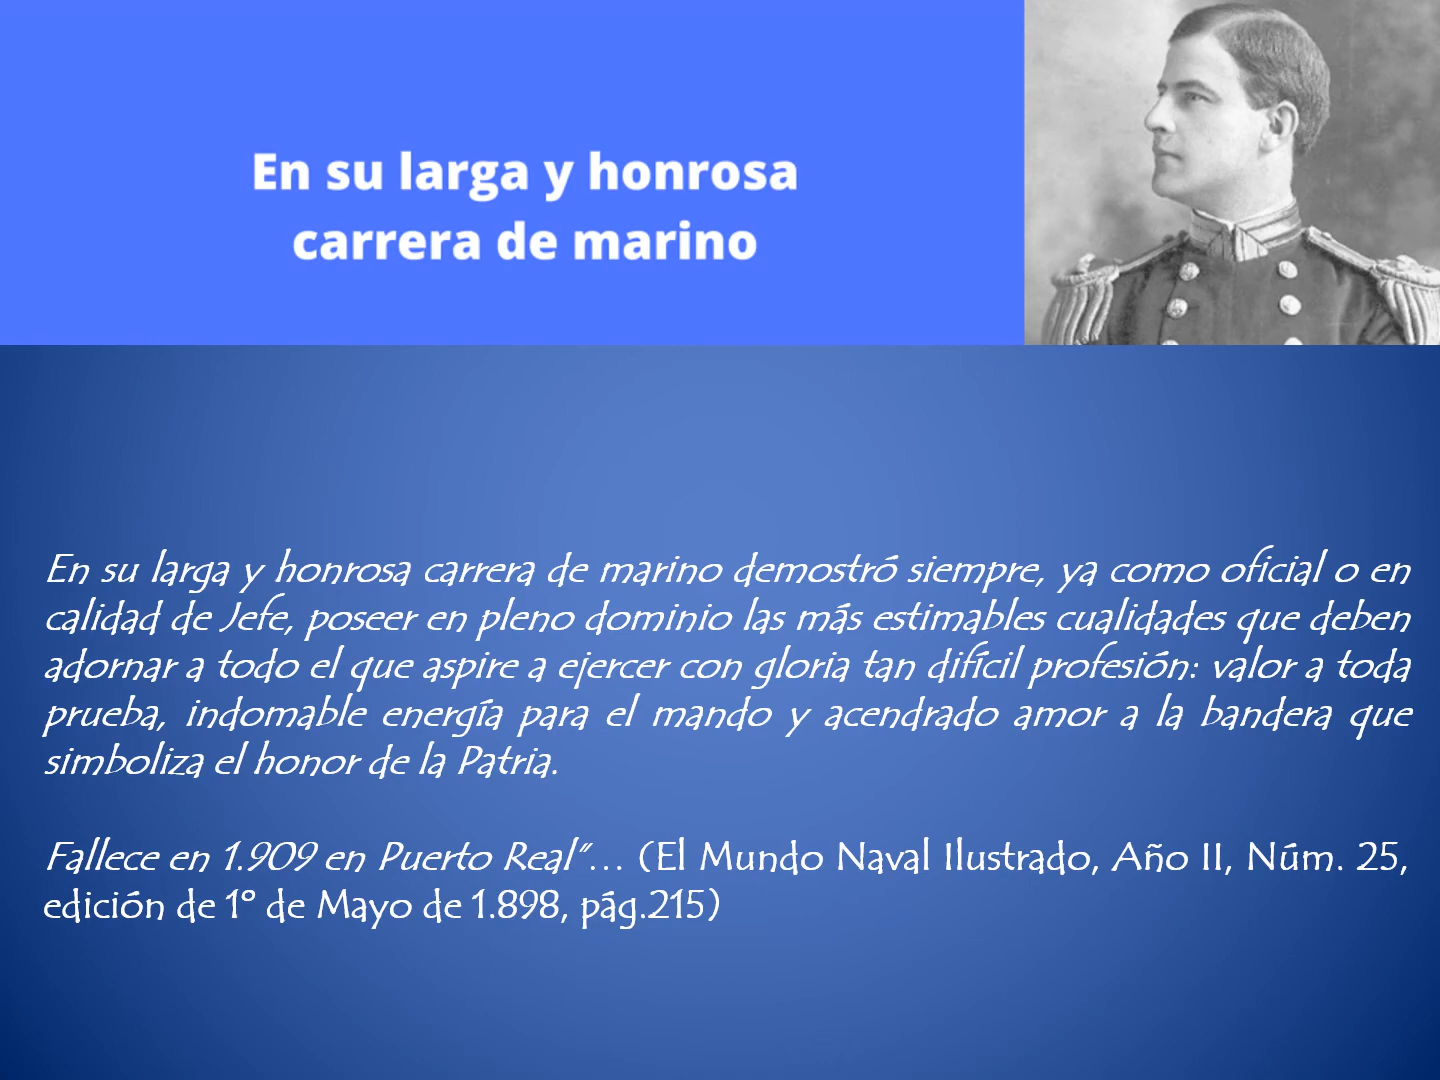 En su larga y honrosa
carrera de marino
En su larga y honrosa carrera de marino demostró siempre, ya como oficial o en
calidad de Jefe, poseer en pleno dominio las más estimables cualidades que deben
adornar a todo el que aspire a ejercer con gloria tan difícil profesión: valor a toda
prueba, indomable energía para el mando y acendrado amor a la bandera que
simboliza el honor de la Patria.
Fallece en 1.909 en Puerto Real”… (El Mundo Naval Ilustrado, Año II, Núm. 25,
edición de 1º de Mayo de 1.898, pág.215)